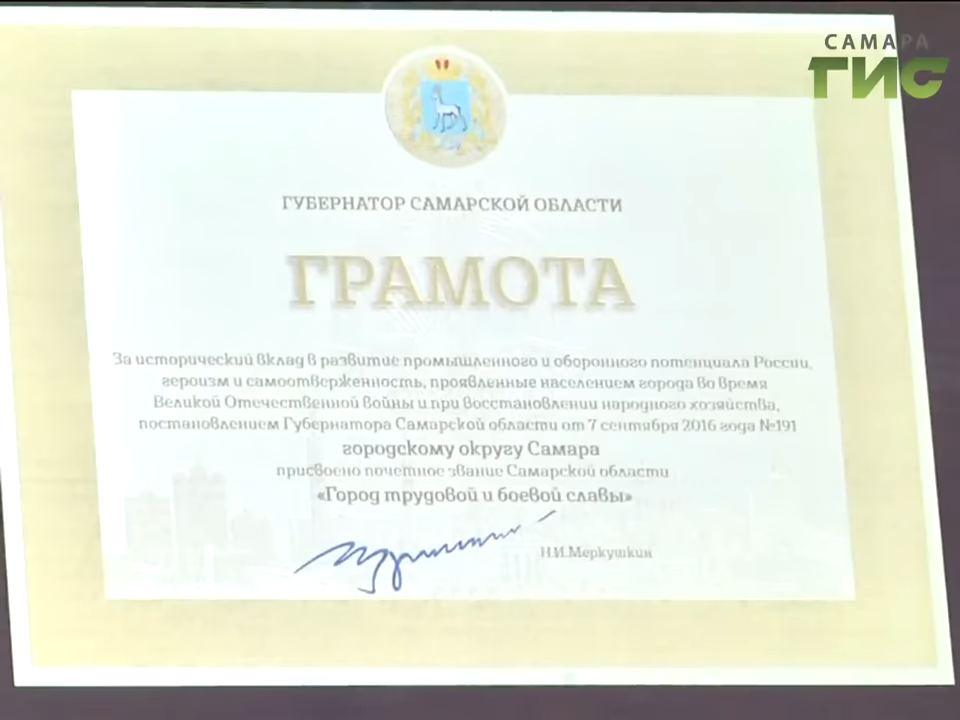 САМАРА
ГИС
ГУБЕРНАТОР САМАРСКОЙ ОБЛАСТИ
ГРАМОТА
За исторический вклад в развитие промышленного и оборонного потенциала России,
героизм и самоотверженность, проявленные населением города во время
Великой Отечественной войны и при восстановлении народного хозяйства,
постановлением Губернатора Самарской области от 7 сентября 2016 года №191
городскому округу Самара
присвоено почетное звание Самарской области
«Город трудовой и боевой славы»
Н.И.Меркушкин